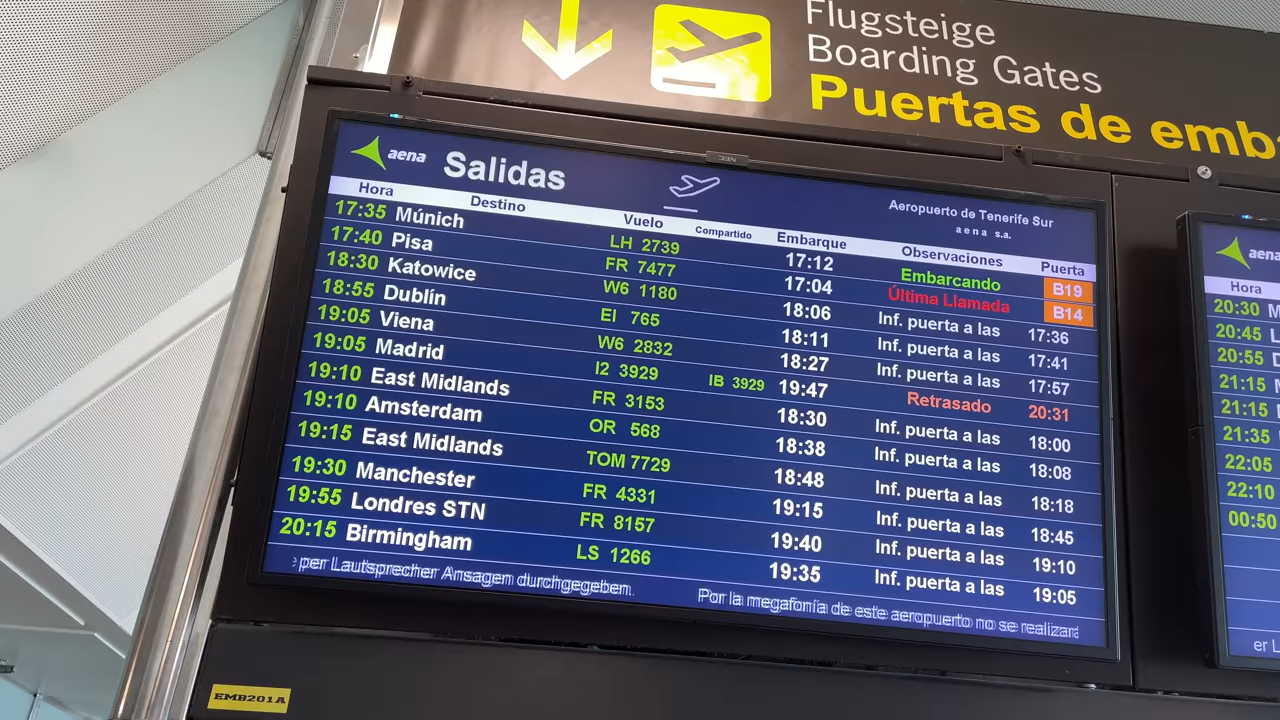 Flugsteige
Boarding Gates
Puertas de emb
aena Salidas
Aeropuerto de Tenerife Sur
aena s.a.
Hora Destino Vuelo Compartido Embarque Observaciones Puerta
17:35 Múnich LH 2739 17:12 Embarcando B19
17:40 Pisa FR 7477 17:04 Última Llamada B14
18:30 Katowice W6 1180 18:06 Inf. puerta a las 17:36
18:55 Dublín EI 765 18:11 Inf. puerta a las 17:41
19:05 Viena W6 2832 18:27 Inf. puerta a las 17:57
19:05 Madrid I2 3929 IB 3929 19:47 Retrasado 20:31
19:10 East Midlands FR 3153 18:30 Inf. puerta a las 18:00
19:10 Amsterdam OR 568 18:38 Inf. puerta a las 18:08
19:15 East Midlands TOM 7729 18:48 Inf. puerta a las 18:18
19:30 Manchester FR 4331 19:15 Inf. puerta a las 18:45
19:55 Londres STN FR 8157 19:40 Inf. puerta a las 19:10
20:15 Birmingham LS 1266 19:35 Inf. puerta a las 19:05
per Lautsprecher Ansagen durchgegeben. Por la megafonía de este aeropuerto no se realizará
EMB201A
aena
Hora
20:30 M
20:45 L
20:55 D
21:15
21:15
21:35
22:05
22:10
00:50
er L